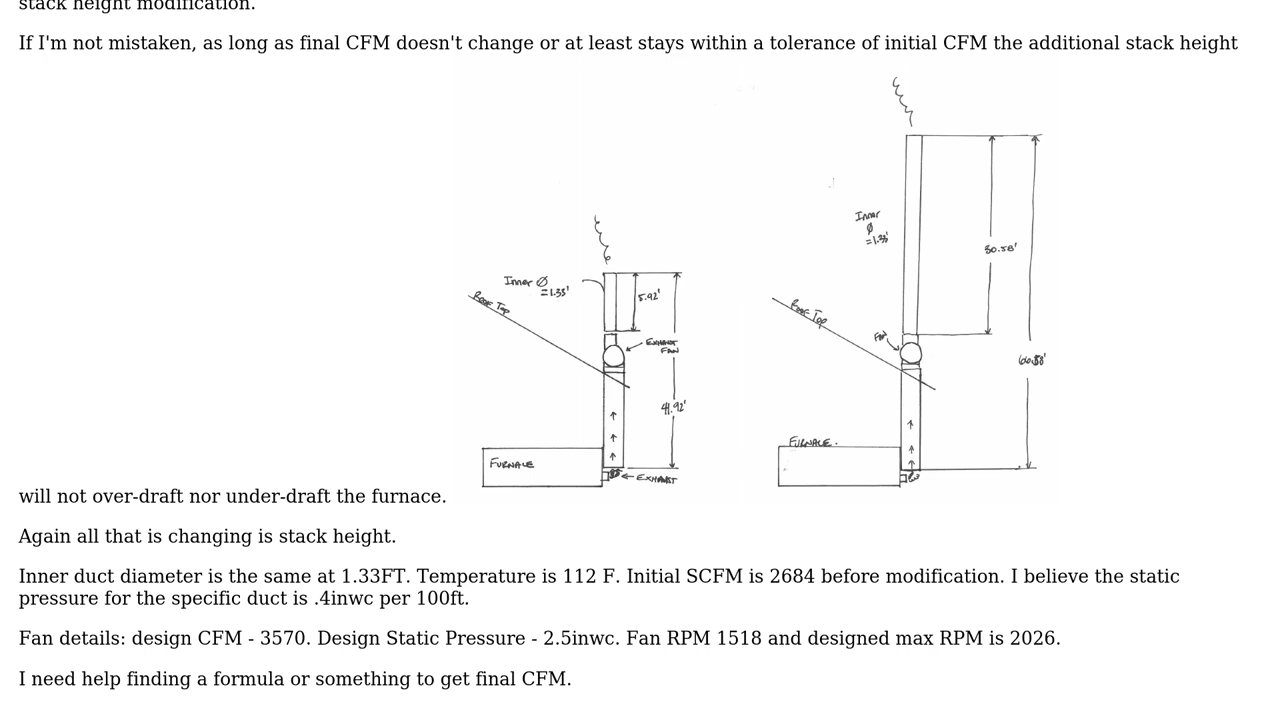 stack height modification.
If I'm not mistaken, as long as final CFM doesn't change or at least stays within a tolerance of initial CFM the additional stack height
Inner Ø
=1.33'
Roof Top
5.92'
Exhaust
Fan
41.92'
Furnace
← Exhaust
Inner
Ø
=1.33'
Roof Top
Fan
30.58'
Furnace.
will not over-draft nor under-draft the furnace.
Again all that is changing is stack height.
Inner duct diameter is the same at 1.33FT. Temperature is 112 F. Initial SCFM is 2684 before modification. I believe the static
pressure for the specific duct is .4inwc per 100ft.
Fan details: design CFM - 3570. Design Static Pressure - 2.5inwc. Fan RPM 1518 and designed max RPM is 2026.
I need help finding a formula or something to get final CFM.